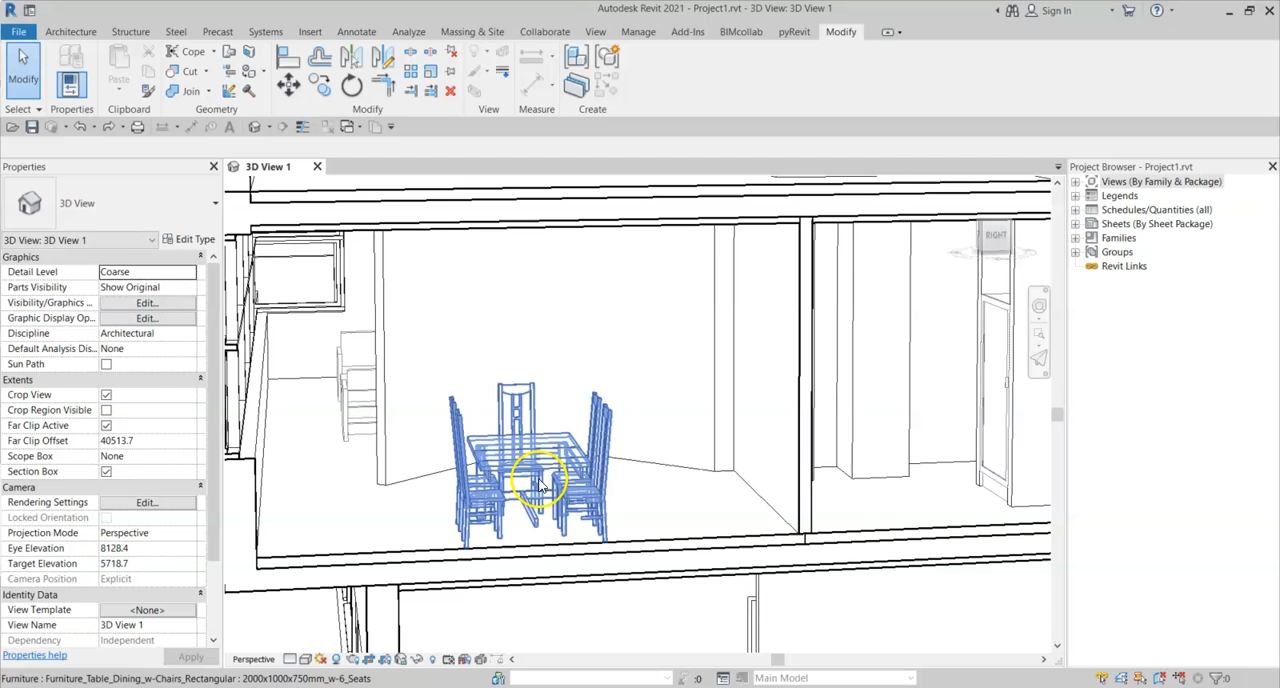 Autodesk Revit 2021 - Project1.rvt - 3D View: 3D View 1
Sign In
File Architecture Structure Steel Precast Systems Insert Annotate Analyze Massing & Site Collaborate View Manage Add-Ins BIMcollab pyRevit Modify
Modify
Paste
Cope
Cut
Join
Select Properties Clipboard Geometry Modify View Measure Create
Properties
3D View
3D View: 3D View 1 Edit Type
Graphics
Detail Level Coarse
Parts Visibility Show Original
Visibility/Graphics ... Edit...
Graphic Display Op... Edit...
Discipline Architectural
Default Analysis Dis... None
Sun Path
Extents
Crop View
Crop Region Visible
Far Clip Active
Far Clip Offset 40513.7
Scope Box None
Section Box
Camera
Rendering Settings Edit...
Locked Orientation
Projection Mode Perspective
Eye Elevation 8128.4
Target Elevation 5718.7
Camera Position Explicit
Identity Data
View Template <None>
View Name 3D View 1
Dependency Independent
Properties help Apply
3D View 1
RIGHT
Perspective
Project Browser - Project1.rvt
Views (By Family & Package)
Legends
Schedules/Quantities (all)
Sheets (By Sheet Package)
Families
Groups
Revit Links
Furniture : Furniture_Table_Dining_w-Chairs_Rectangular : 2000x1000x750mm_w-6_Seats
:0
Main Model
:0